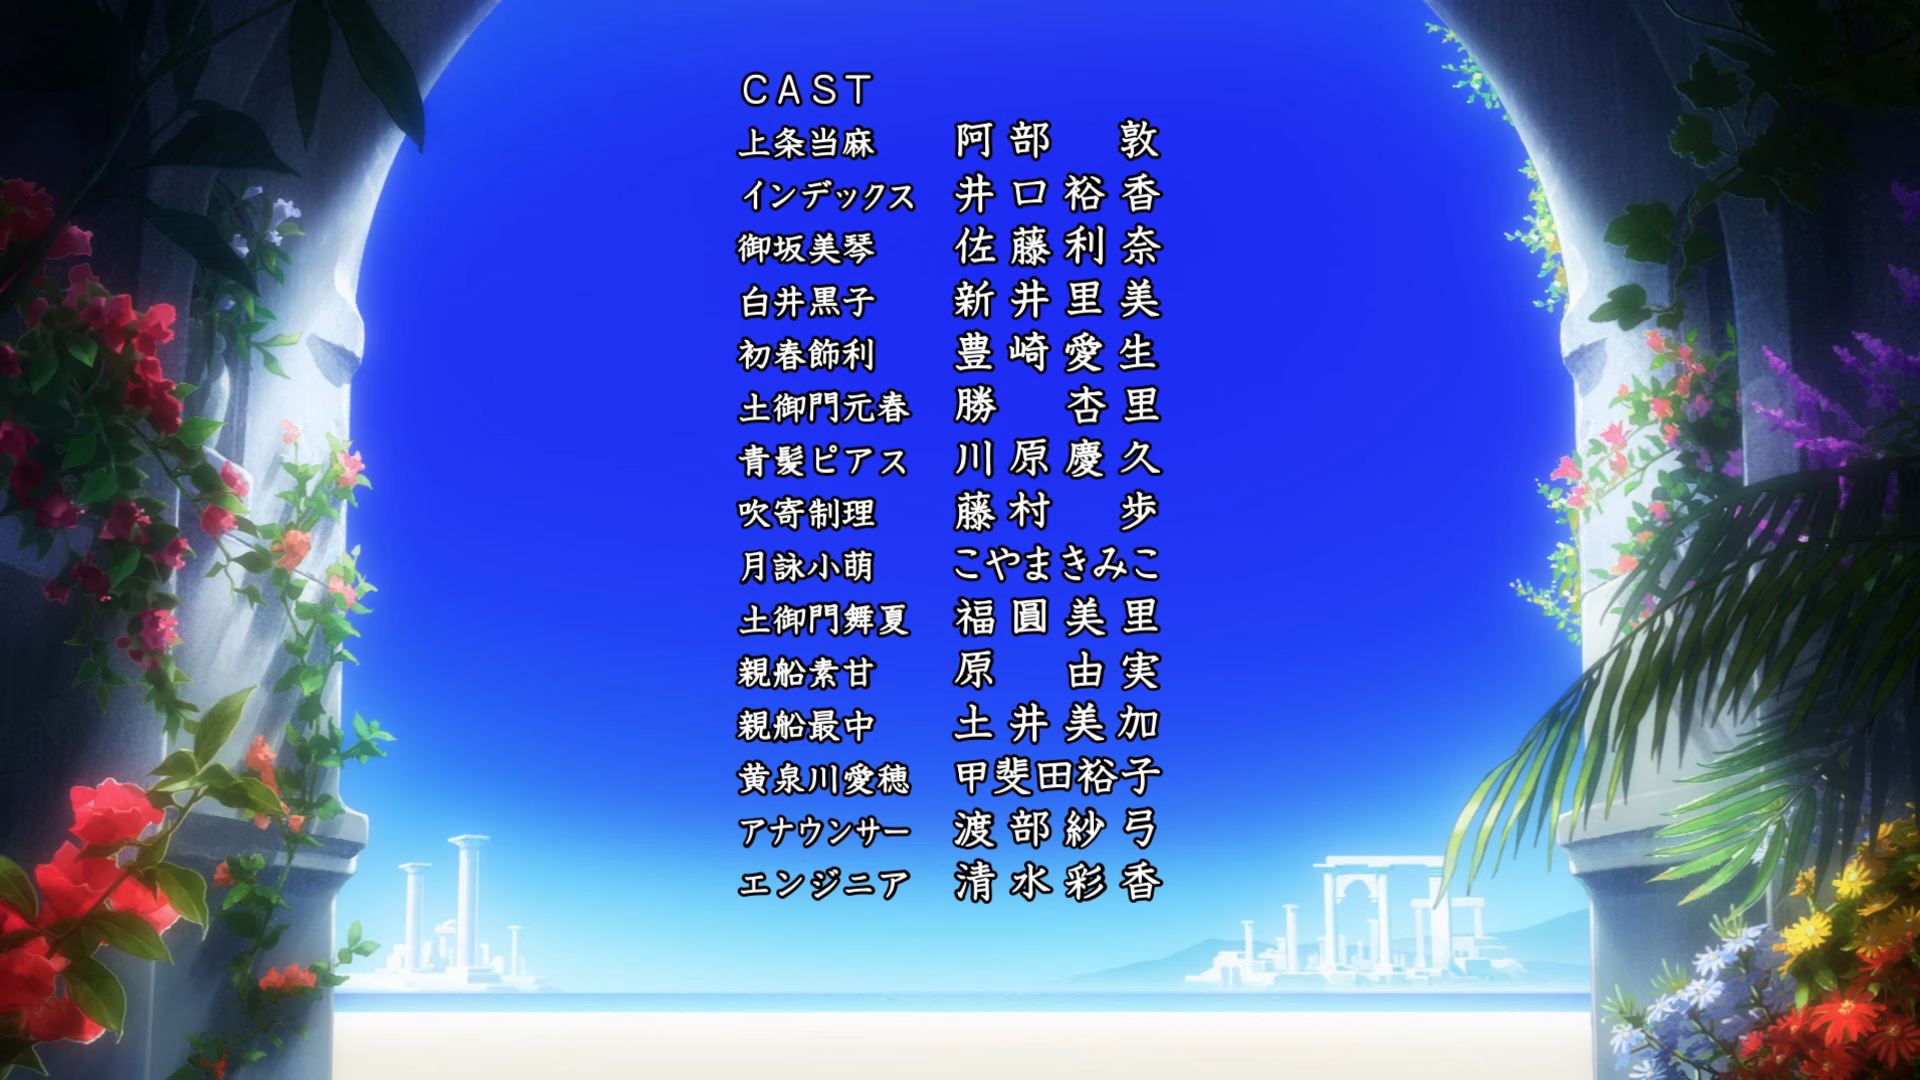 CAST
上条当麻 阿部 敦
インデックス 井口裕香
御坂美琴 佐藤利奈
白井黒子 新井里美
初春飾利 豊崎愛生
土御門元春 勝 杏里
青髪ピアス 川原慶久
吹寄制理 藤村 歩
月詠小萌 こやまきみこ
土御門舞夏 福圓美里
親船素甘 原 由実
親船最中 土井美加
黄泉川愛穂 甲斐田裕子
アナウンサー 渡部紗弓
エンジニア 清水彩香